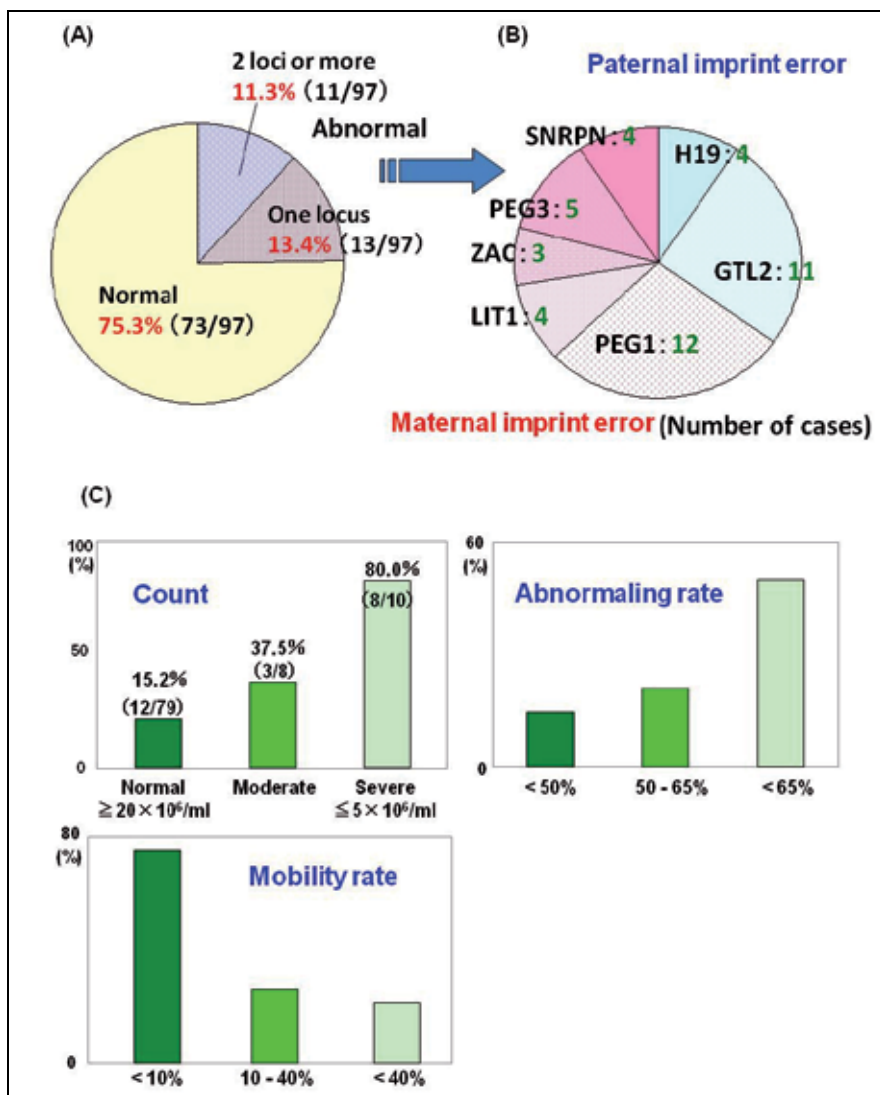 (A)
2 loci or more
11.3% (11/97)
Abnormal
One locus
13.4% (13/97)
Normal
75.3% (73/97)
(B)
Paternal imprint error
SNRPN: 4
H19: 4
PEG3: 5
ZAC: 3
GTL2: 11
LIT1: 4
PEG1: 12
Maternal imprint error (Number of cases)
(C)
100
(%)
Count
80.0%
(8/10)
50
37.5%
(3/8)
15.2%
(12/79)
0
Normal
≧20×10⁶/ml
Moderate
Severe
≦5×10⁶/ml
60
(%)
Abnormaling rate
0
<50%
50 - 65%
<65%
80
(%)
Mobility rate
0
<10%
10 - 40%
<40%